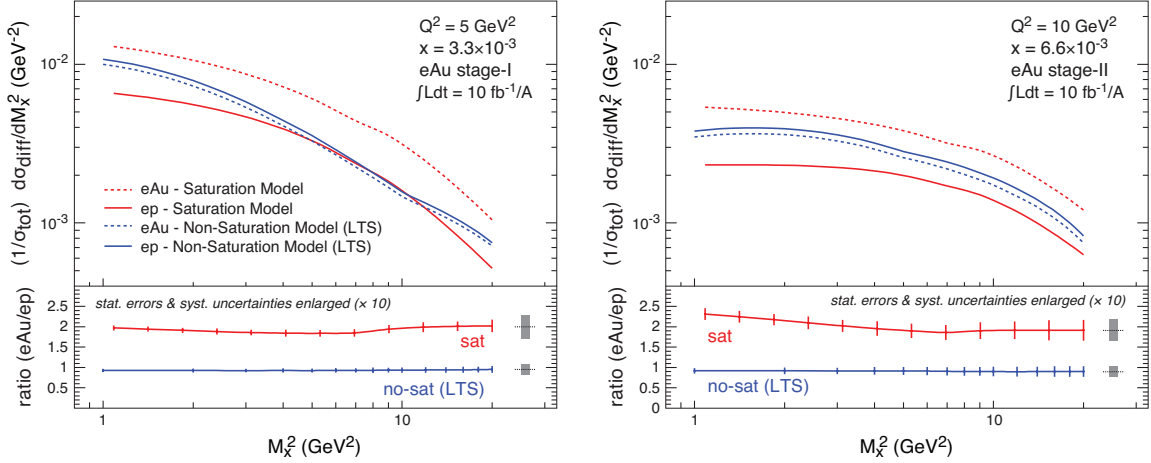 (1/σtot) dσdiff/dMx² (GeV⁻²)
10⁻²
10⁻³
Q² = 5 GeV²
x = 3.3×10⁻³
eAu stage-I
∫Ldt = 10 fb⁻¹/A
eAu - Saturation Model
ep - Saturation Model
eAu - Non-Saturation Model (LTS)
ep - Non-Saturation Model (LTS)
ratio (eAu/ep)
2.5
2
1.5
1
0.5
stat. errors & syst. uncertainties enlarged (× 10)
sat
no-sat (LTS)
1
10
Mx² (GeV²)
(1/σtot) dσdiff/dMx² (GeV⁻²)
10⁻²
10⁻³
Q² = 10 GeV²
x = 6.6×10⁻³
eAu stage-II
∫Ldt = 10 fb⁻¹/A
ratio (eAu/ep)
2.5
2
1.5
1
0.5
0
stat. errors & syst. uncertainties enlarged (× 10)
sat
no-sat (LTS)
1
10
Mx² (GeV²)